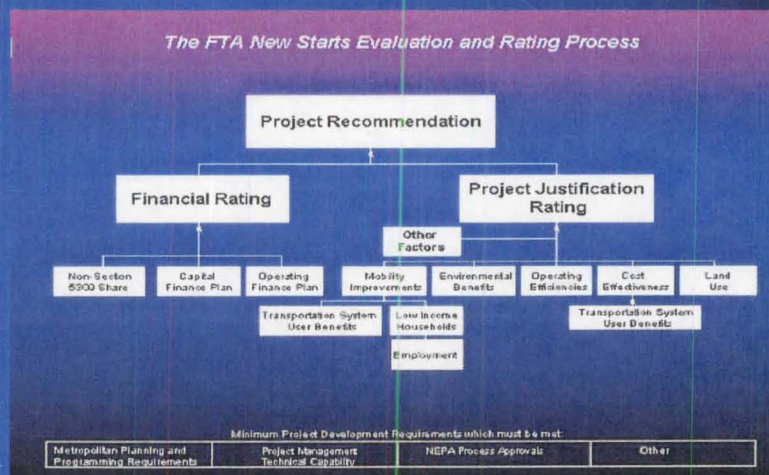 The FTA New Starts Evaluation and Rating Process
Project Recommendation
Financial Rating
Project Justification
Rating
Other
Factors
Non-Section
5309 Share
Capital
Finance Plan
Operating
Finance Plan
Mobility
Improvements
Environmental
Benefits
Operating
Efficiencies
Cost
Effectiveness
Land
Use
Transportation System
User Benefits
Low Income
Households
Transportation System
User Benefits
Employment
Minimum Project Development Requirements which must be met:
Metropolitan Planning and
Programming Requirements
Project Management
Technical Capability
NEPA Process Approvals
Other